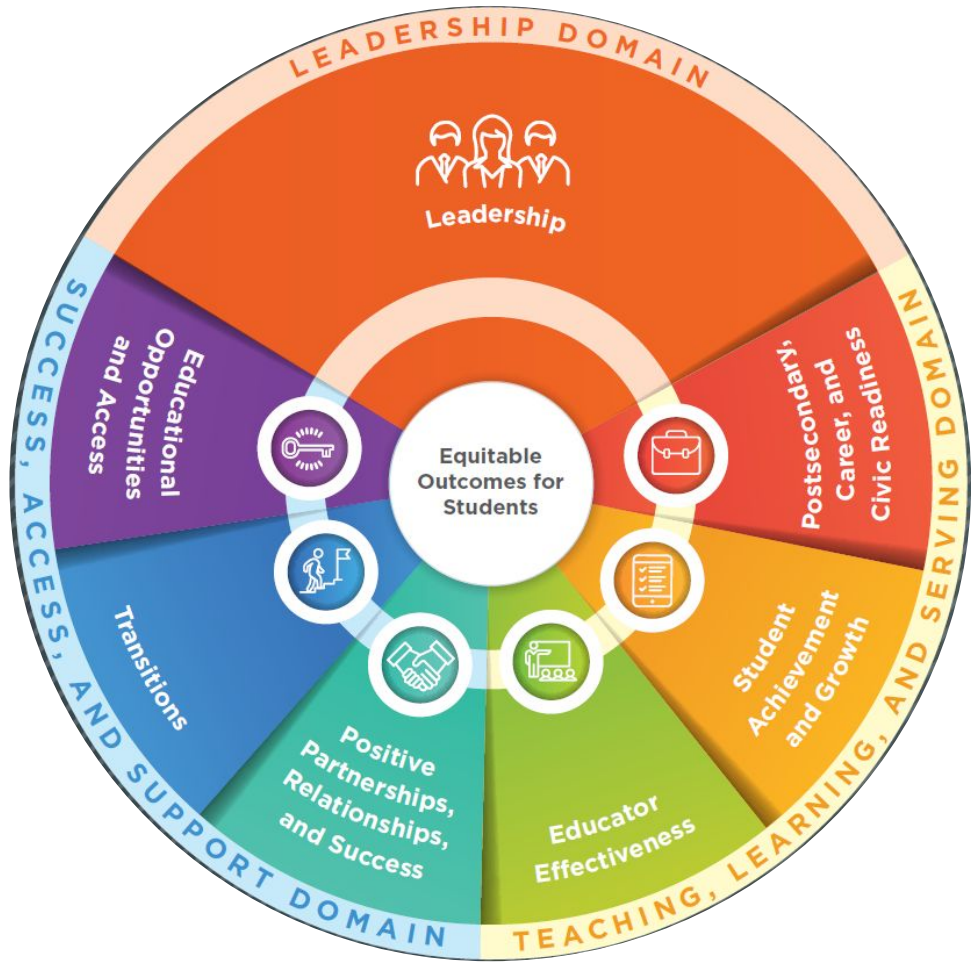 LEADERSHIP DOMAIN
Leadership
Postsecondary,
Career, and
Civic Readiness
Student
Achievement
and Growth
Educator
Effectiveness
TEACHING, LEARNING, AND SERVING DOMAIN
Positive
Partnerships,
Relationships,
and Success
Transitions
Educational
Opportunities
and Access
SUCCESS, ACCESS, AND SUPPORT DOMAIN
Equitable
Outcomes for
Students